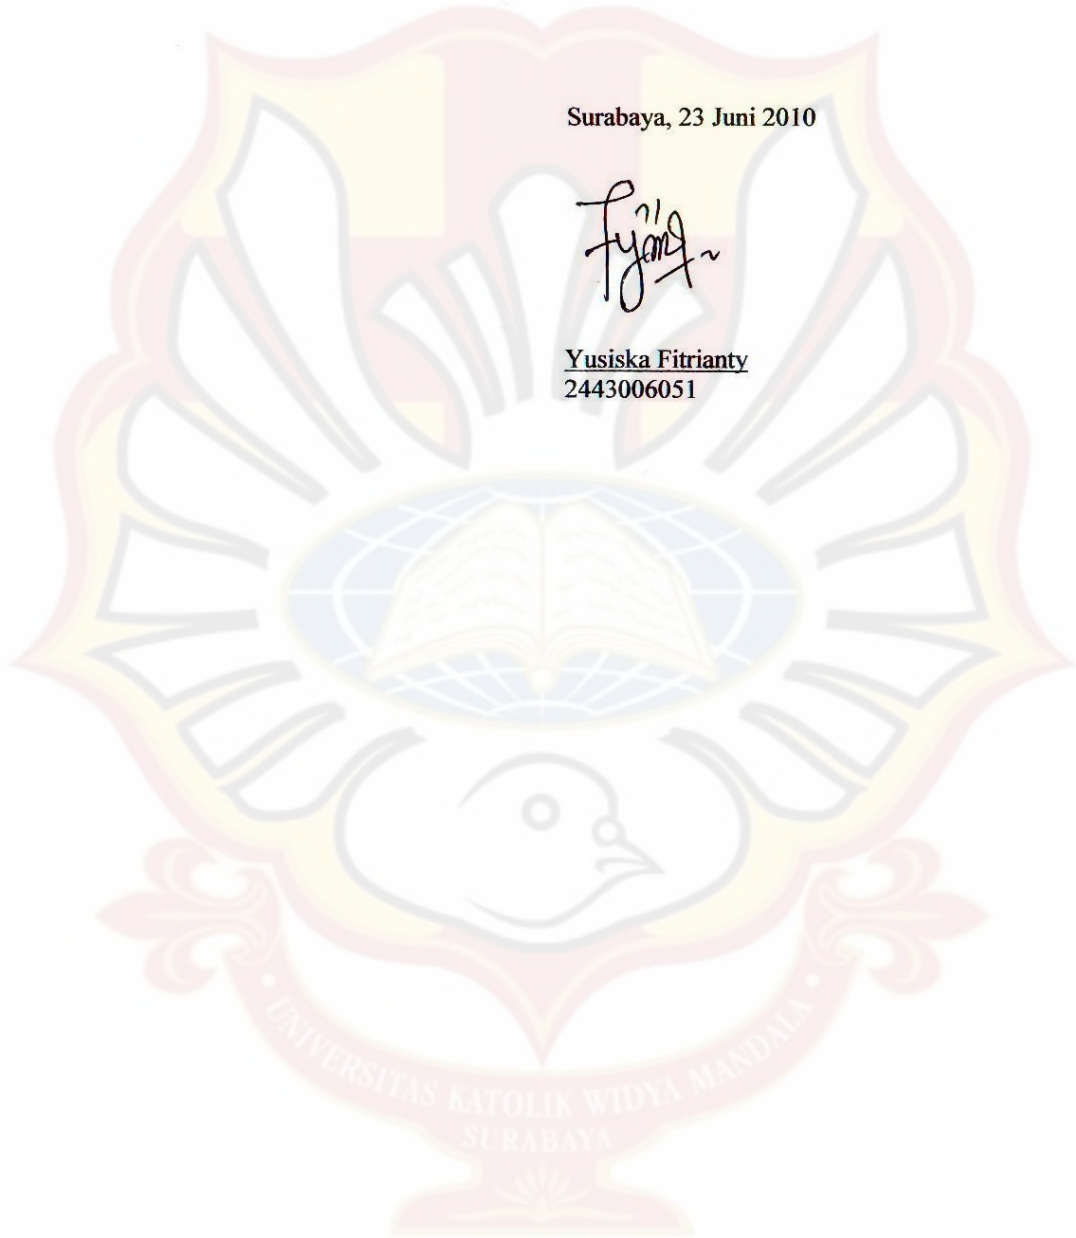 Surabaya, 23 Juni 2010
Yusiska Fitrianty
2443006051
• UNIVERSITAS KATOLIK WIDYA MANDALA •
SURABAYA